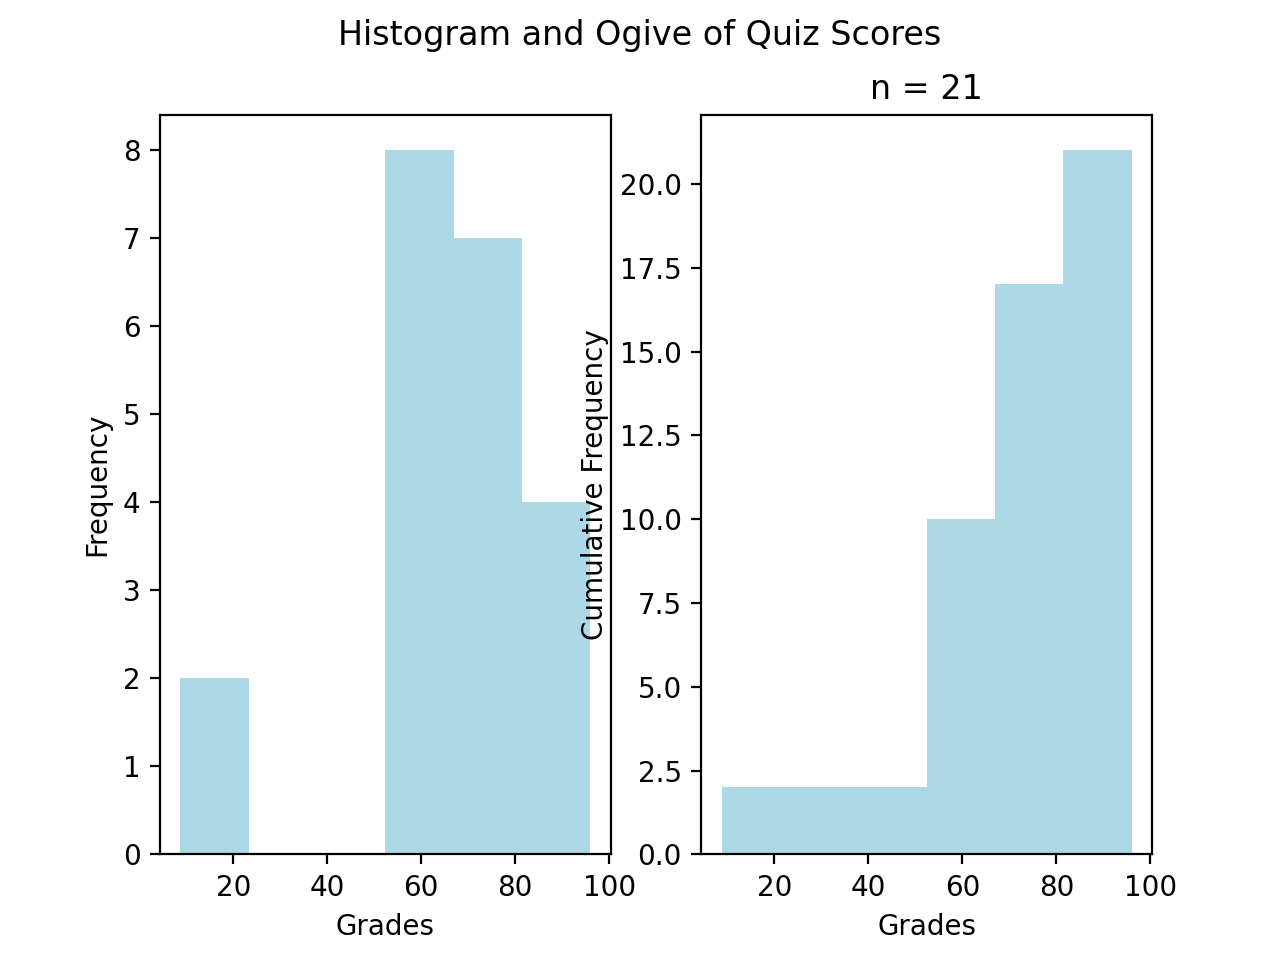 Histogram and Ogive of Quiz Scores
n = 21
8
7
6
5
4
3
2
1
0
Frequency
20 40 60 80 100
Grades
20.0
17.5
15.0
12.5
10.0
7.5
5.0
2.5
0.0
Cumulative Frequency
20 40 60 80 100
Grades